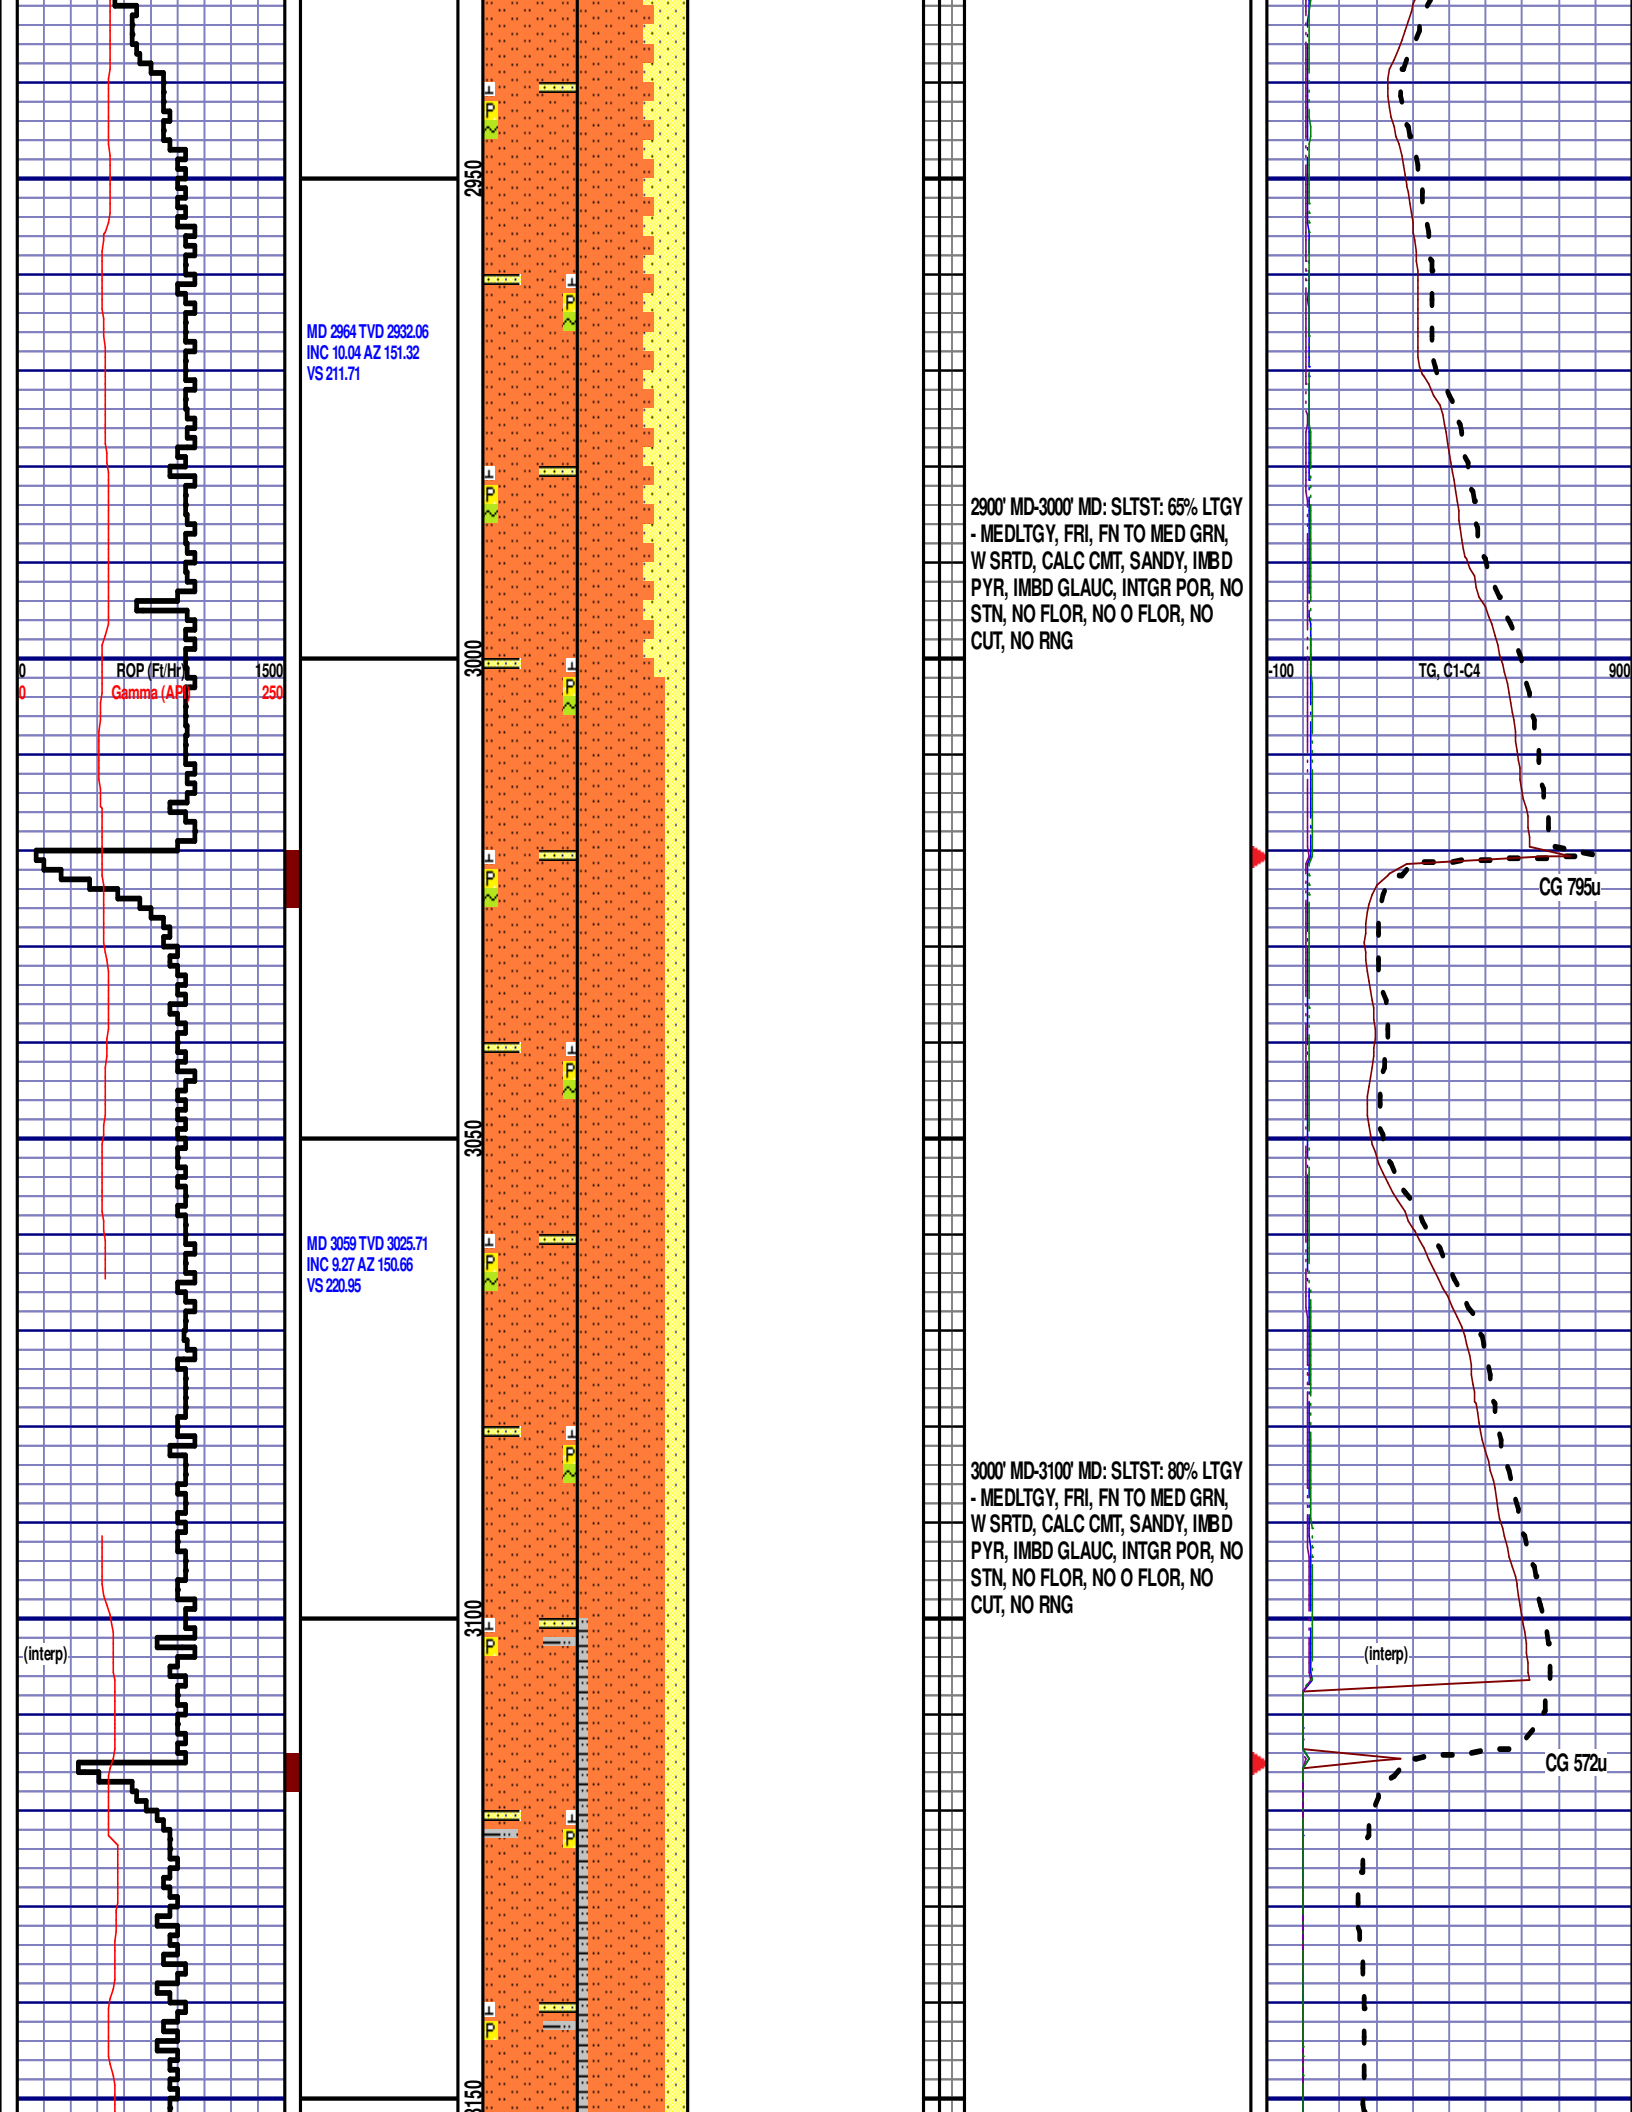 2950
MD 2964 TVD 2932.06
INC 10.04 AZ 151.32
VS 211.71
2900' MD-3000' MD: SLTST: 65% LTGY
- MEDLTGY, FRI, FN TO MED GRN,
W SRTD, CALC CMT, SANDY, IMBD
PYR, IMBD GLAUC, INTGR POR, NO
STN, NO FLOR, NO O FLOR, NO
CUT, NO RNG
3000
0 ROP (Ft/Hr) 1500
0 Gamma (API) 250
-100 TG, C1-C4 900
CG 795u
3050
MD 3059 TVD 3025.71
INC 9.27 AZ 150.66
VS 220.95
3000' MD-3100' MD: SLTST: 80% LTGY
- MEDLTGY, FRI, FN TO MED GRN,
W SRTD, CALC CMT, SANDY, IMBD
PYR, IMBD GLAUC, INTGR POR, NO
STN, NO FLOR, NO O FLOR, NO
CUT, NO RNG
3100
(interp)
(interp)
CG 572u
3150
P
P
P
P
P
P
P
P
P
P
P